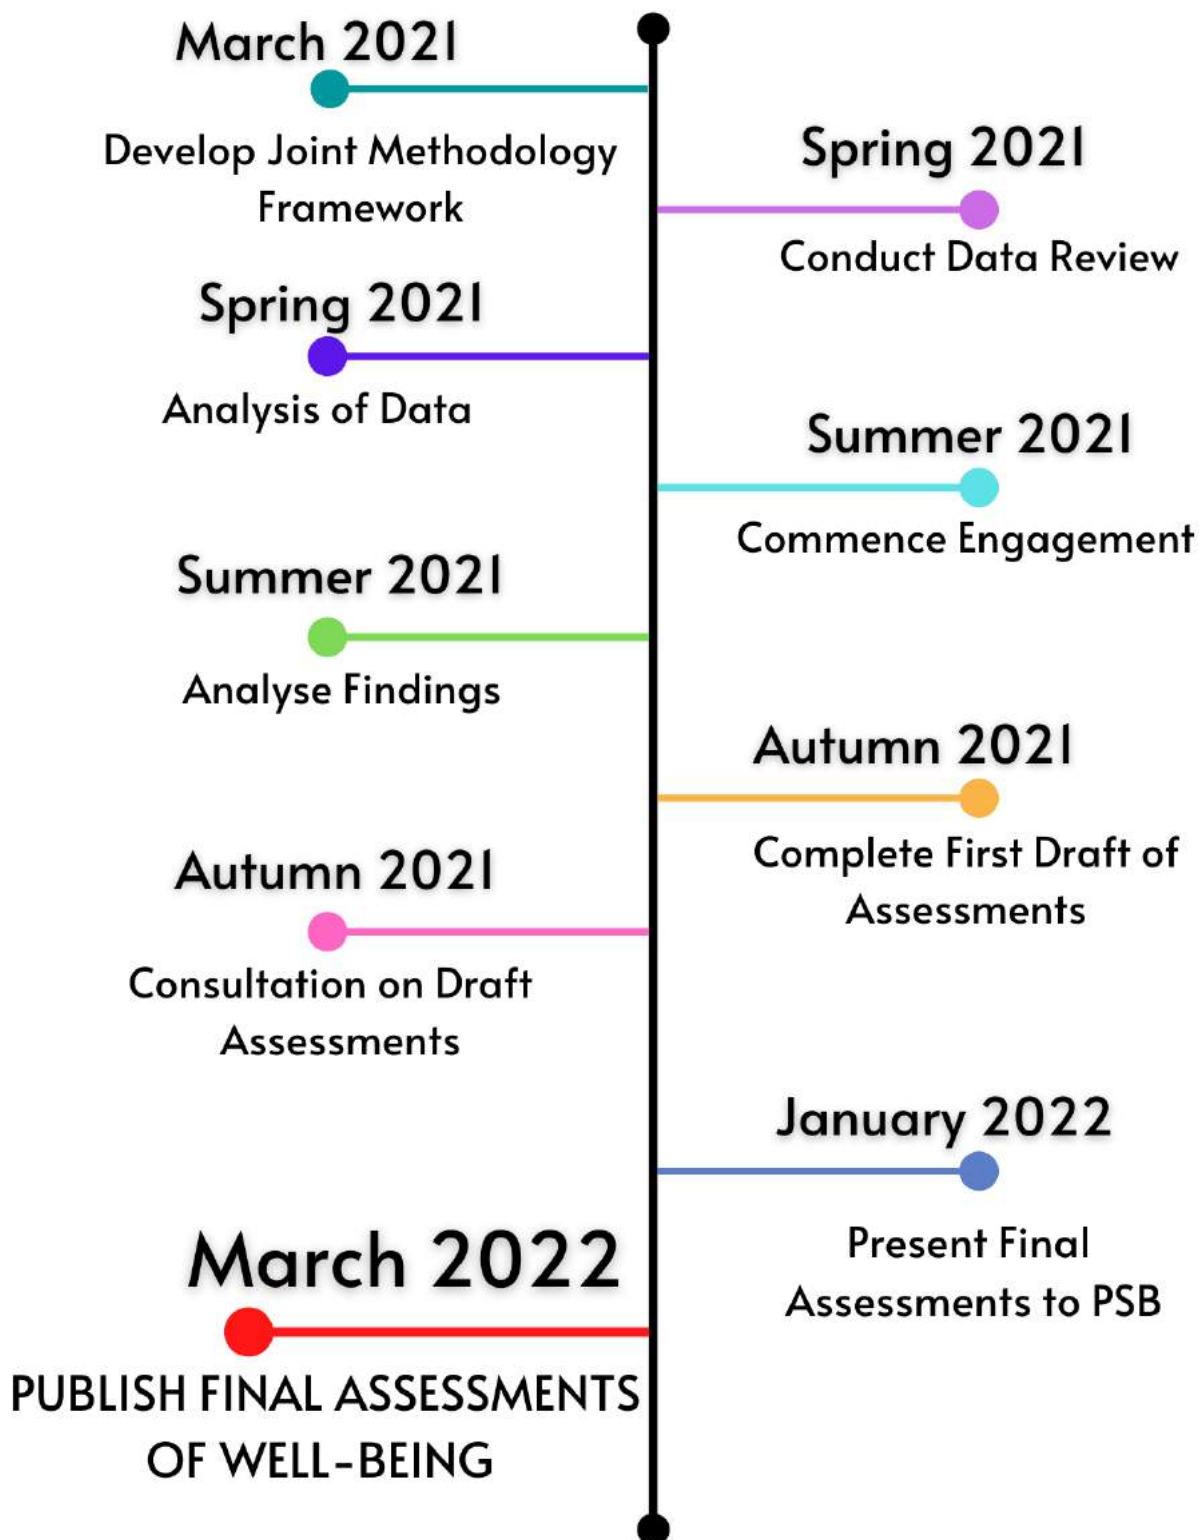 March 2021
Develop Joint Methodology
Framework
Spring 2021
Conduct Data Review
Spring 2021
Analysis of Data
Summer 2021
Commence Engagement
Summer 2021
Analyse Findings
Autumn 2021
Complete First Draft of
Assessments
Autumn 2021
Consultation on Draft
Assessments
January 2022
Present Final
Assessments to PSB
March 2022
PUBLISH FINAL ASSESSMENTS
OF WELL-BEING